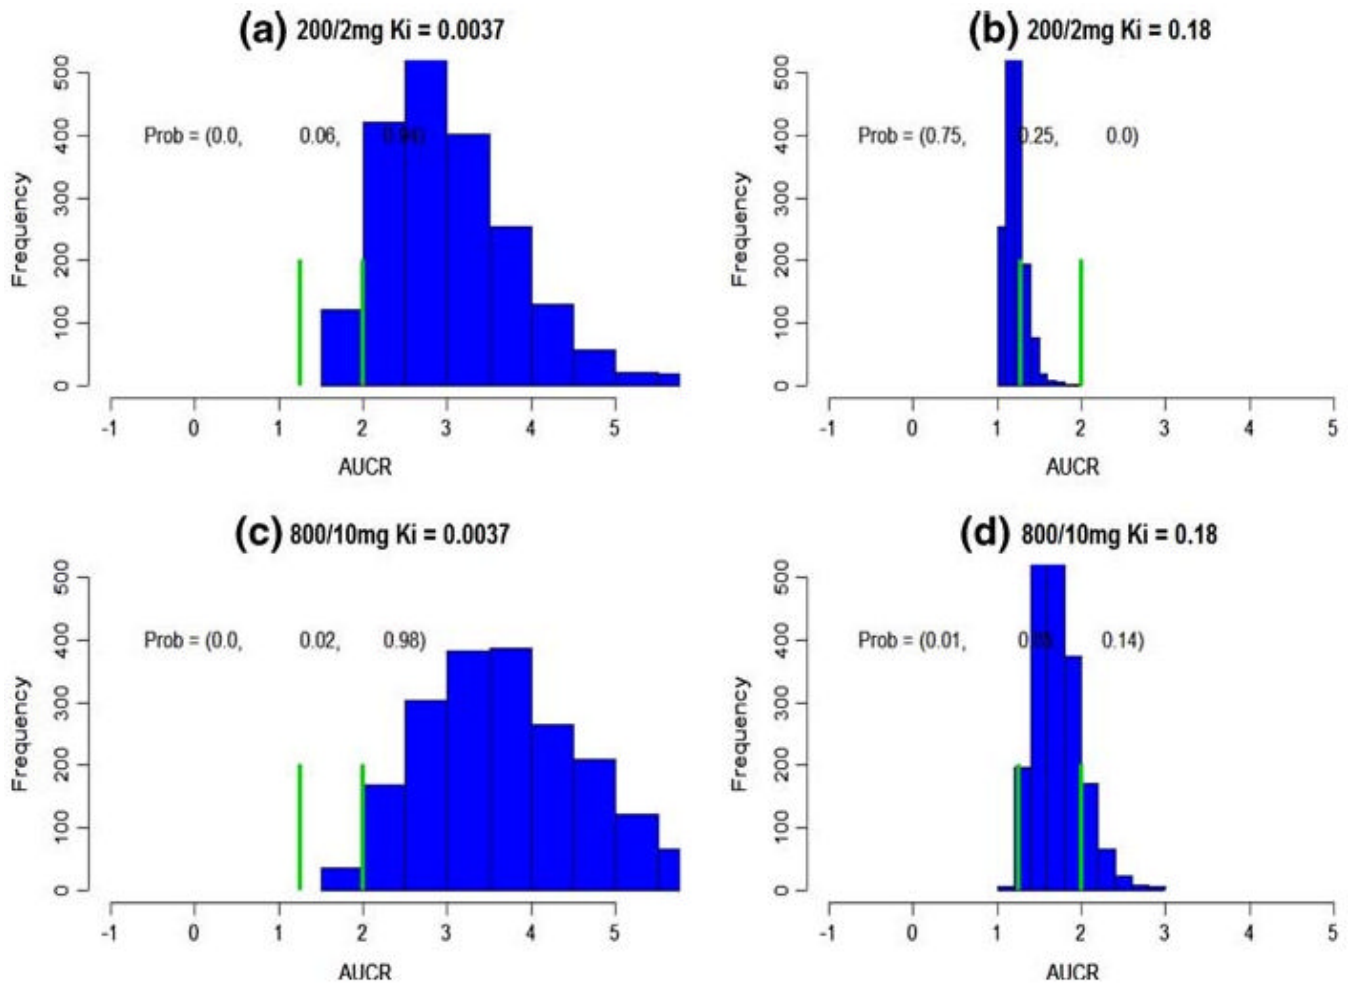 (a) 200/2mg Ki = 0.0037
500
400
300
200
100
0
Frequency
Prob = (0.0, 0.06, 0.94)
-1 0 1 2 3 4 5
AUCR
(b) 200/2mg Ki = 0.18
500
400
300
200
100
0
Frequency
Prob = (0.75, 0.25, 0.0)
-1 0 1 2 3 4 5
AUCR
(c) 800/10mg Ki = 0.0037
500
400
300
200
100
0
Frequency
Prob = (0.0, 0.02, 0.98)
-1 0 1 2 3 4 5
AUCR
(d) 800/10mg Ki = 0.18
500
400
300
200
100
0
Frequency
Prob = (0.01, 0.14)
-1 0 1 2 3 4 5
AUCR